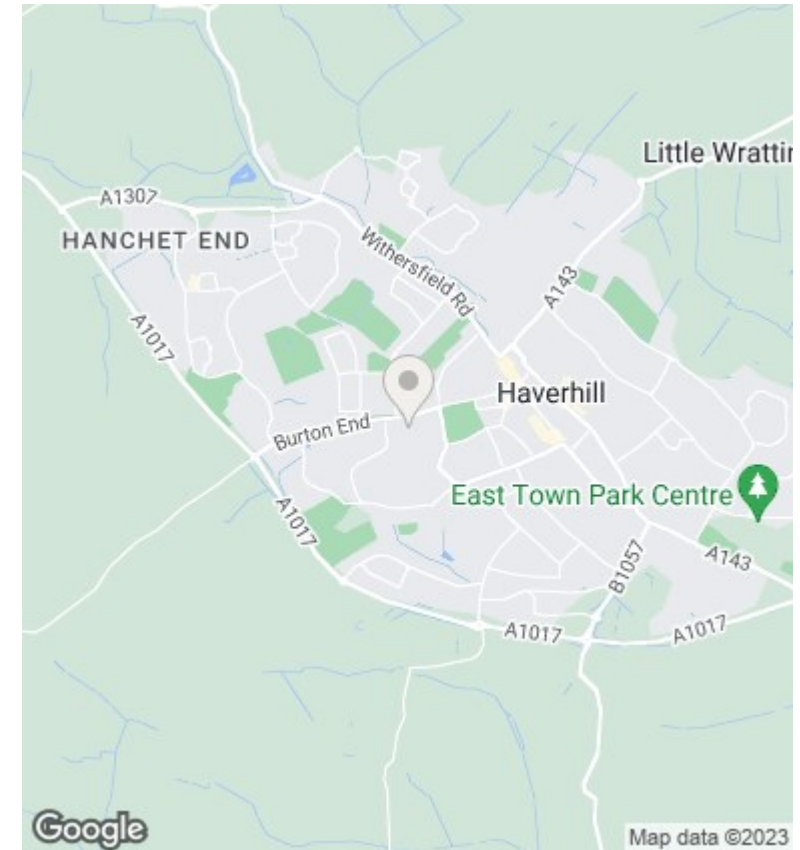 Little Wrattin
A1307
HANCHET END
Withersfield Rd
A143
A1017
Haverhill
Burton End
East Town Park Centre
A1017
A143
B1057
A1017
A1017
Google
Map data ©2023